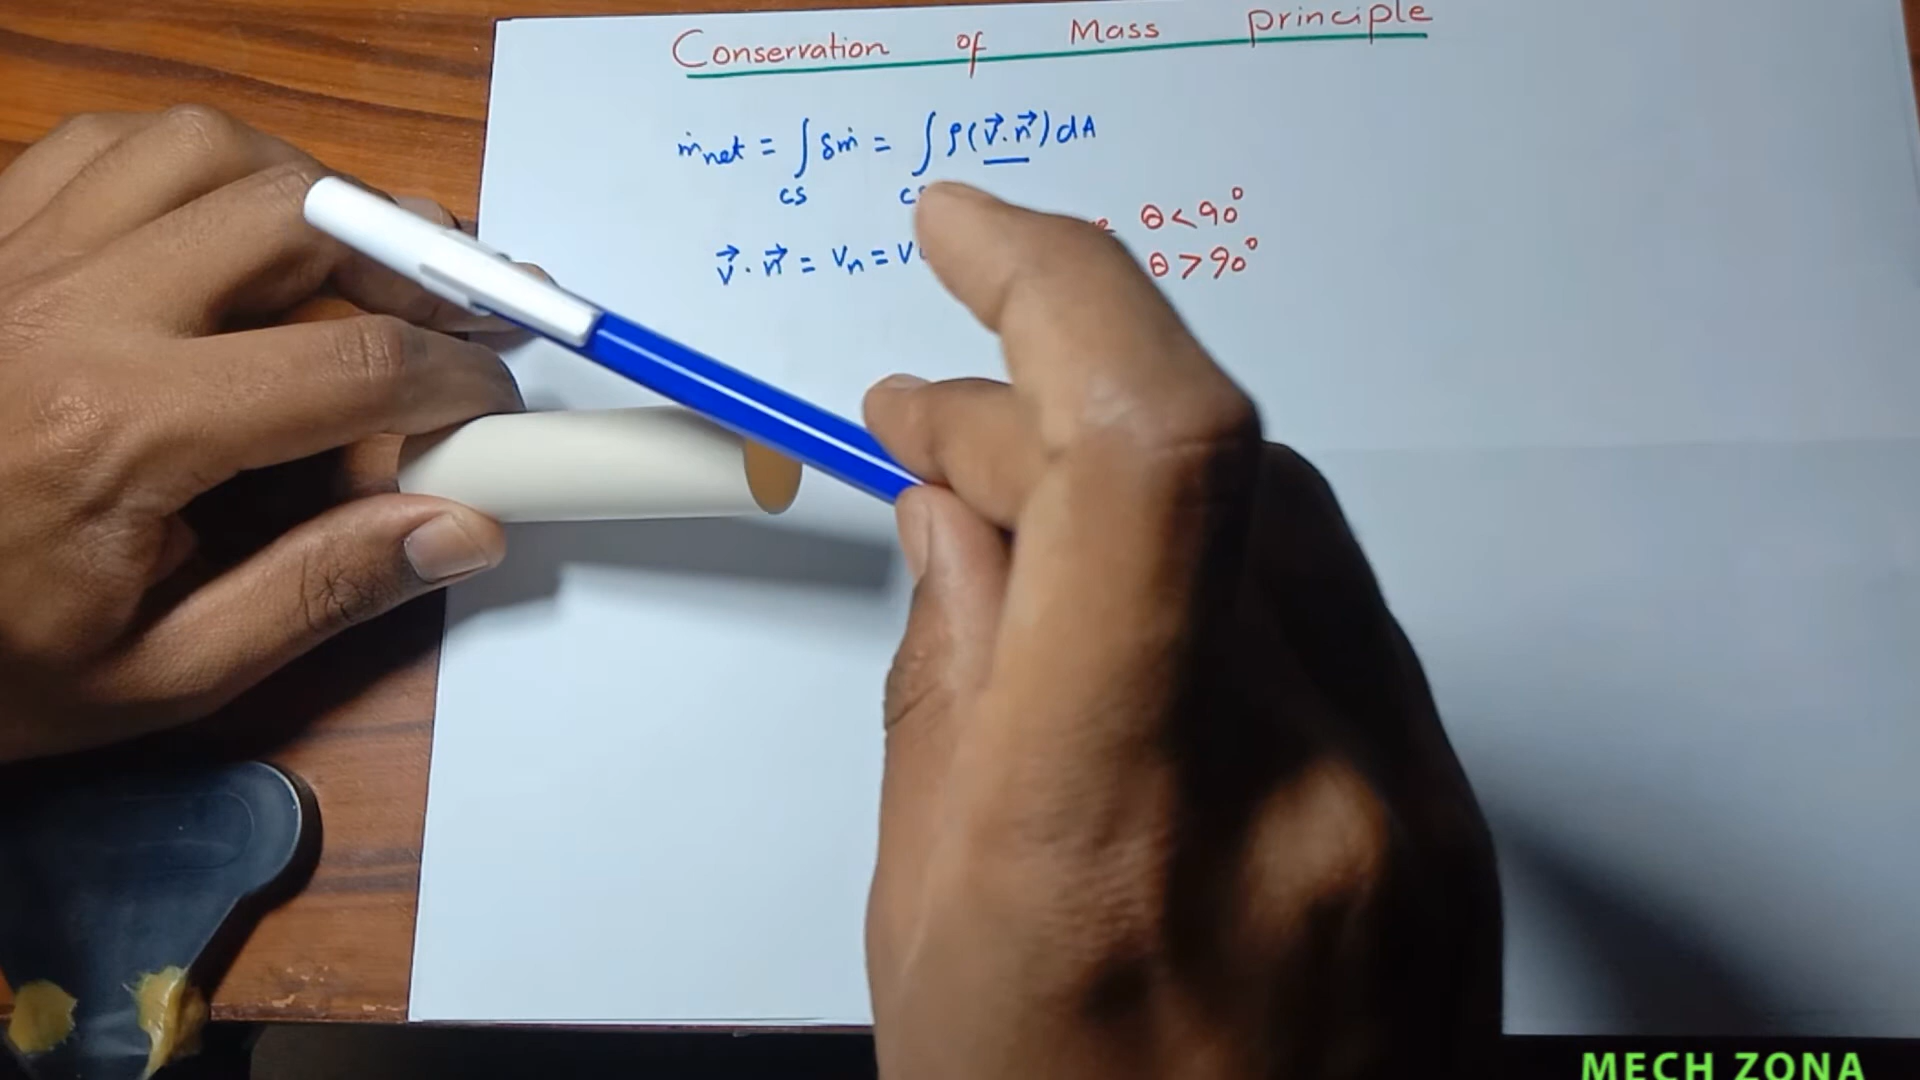 Conservation of Mass principle
ṁnet = ∫CS δṁ = ∫ ρ(V⃗.n⃗)dA
θ<90°
V⃗.n⃗ = Vn = V
θ>90°
MECH ZONA